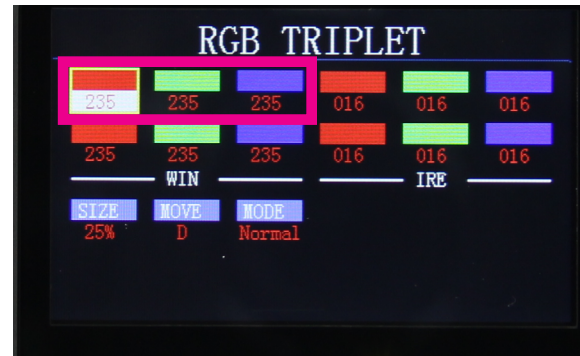 RGB TRIPLET
235 235 235 016 016 016
235 235 235 016 016 016
WIN IRE
SIZE MOVE MODE
25% D Normal